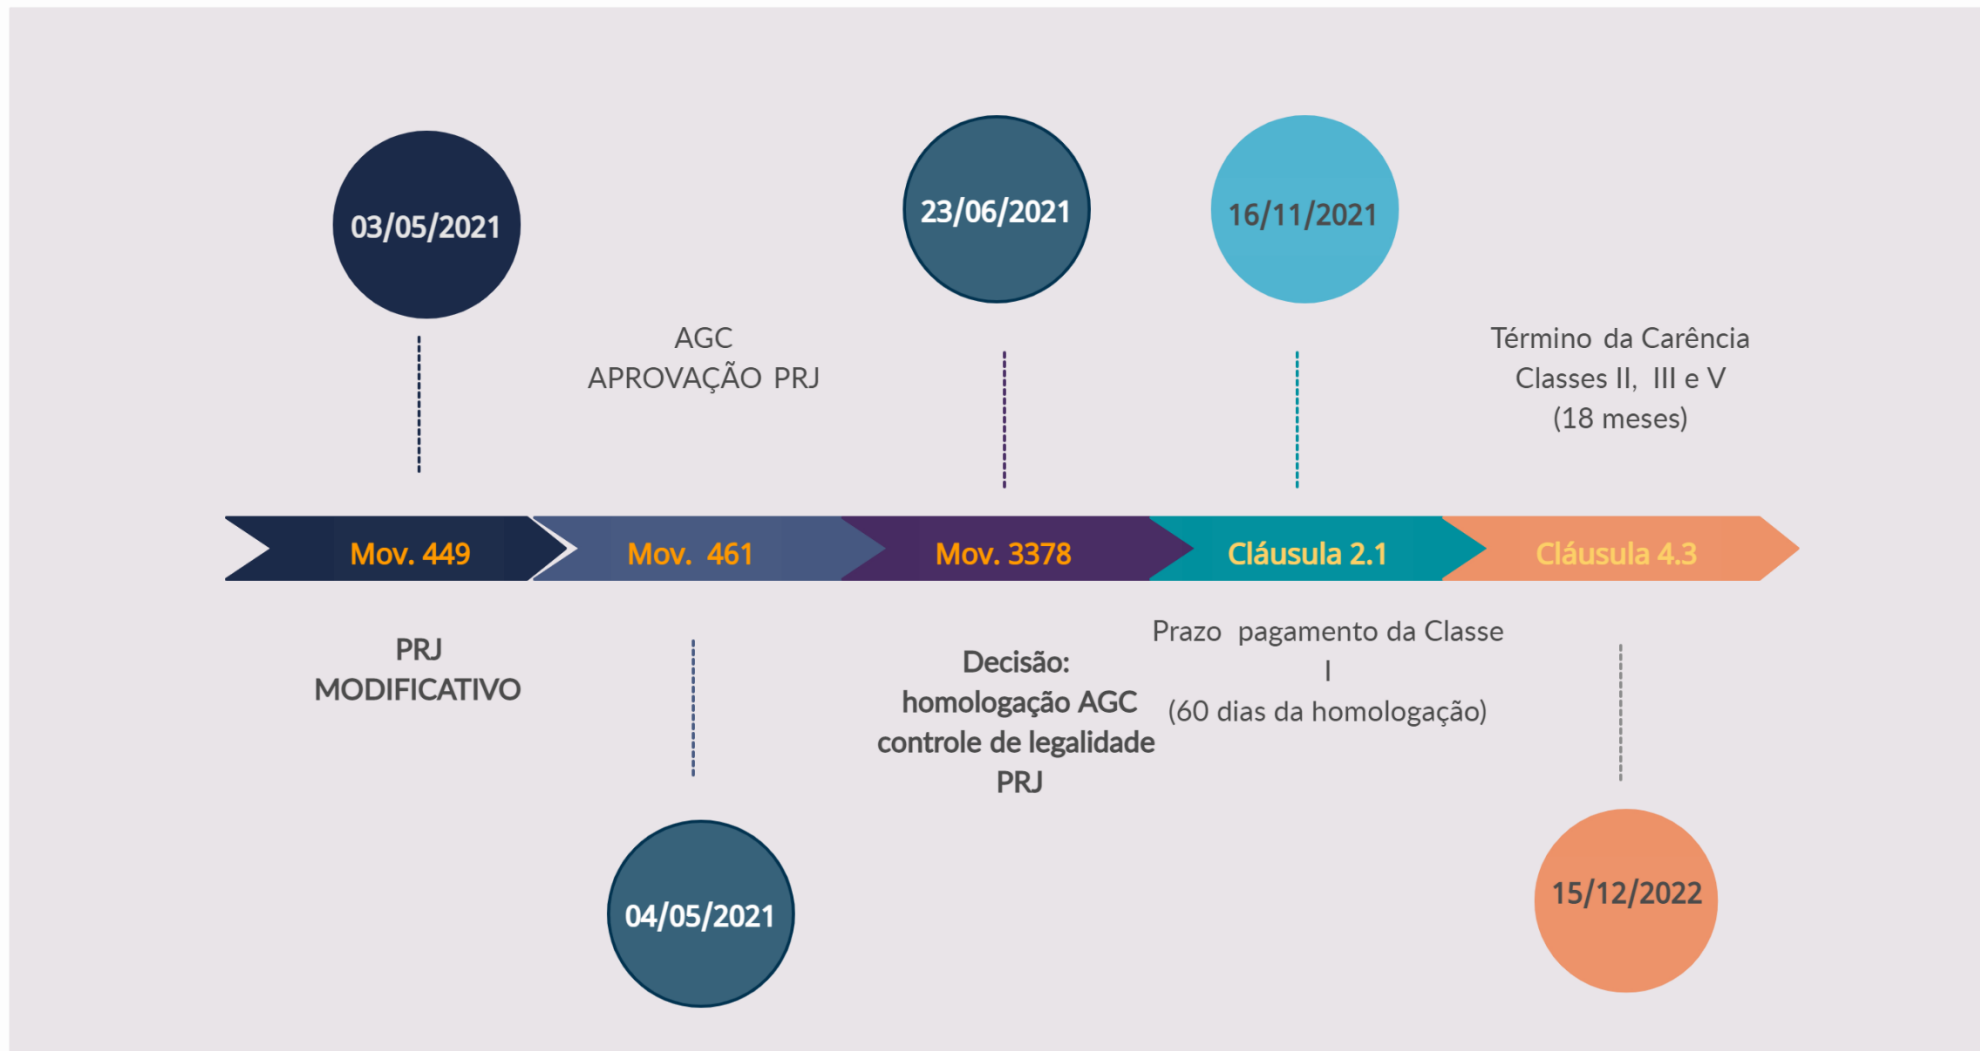 03/05/2021
23/06/2021
16/11/2021
AGC
APROVAÇÃO PRJ
Término da Carência
Classes II, III e V
(18 meses)
Mov. 449
Mov. 461
Mov. 3378
Cláusula 2.1
Cláusula 4.3
PRJ
MODIFICATIVO
Decisão:
homologação AGC
controle de legalidade
PRJ
Prazo pagamento da Classe
I
(60 dias da homologação)
04/05/2021
15/12/2022